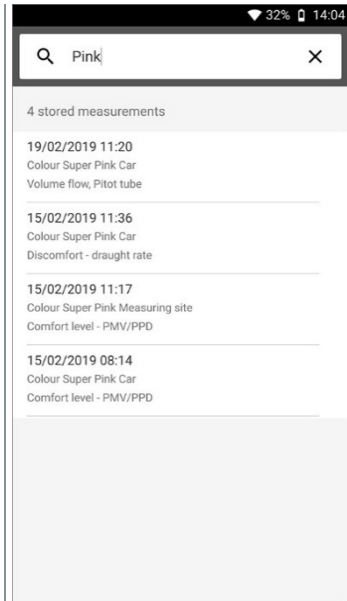 32% 14:04
Pink
4 stored measurements
19/02/2019 11:20
Colour Super Pink Car
Volume flow, Pitot tube
15/02/2019 11:36
Colour Super Pink Car
Discomfort - draught rate
15/02/2019 11:17
Colour Super Pink Measuring site
Comfort level - PMV/PPD
15/02/2019 08:14
Colour Super Pink Car
Comfort level - PMV/PPD